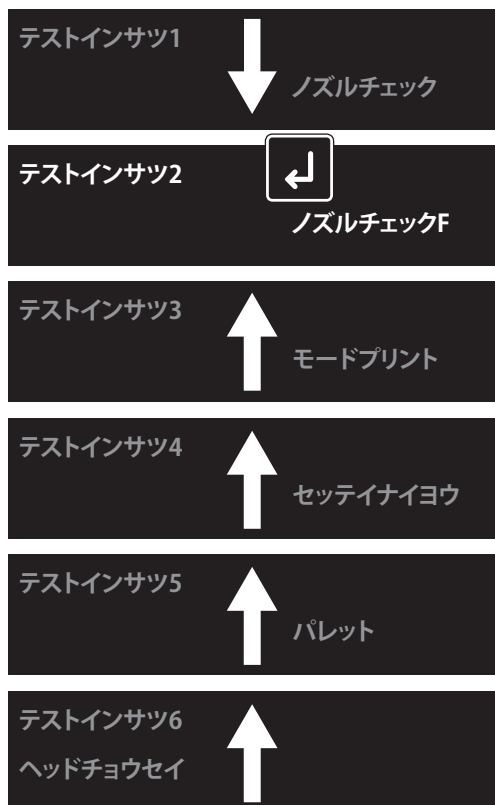 テストインサツ1
ノズルチェック
テストインサツ2
ノズルチェックF
テストインサツ3
モードプリント
テストインサツ4
セッテイナイヨウ
テストインサツ5
パレット
テストインサツ6
ヘッドチョウセイ